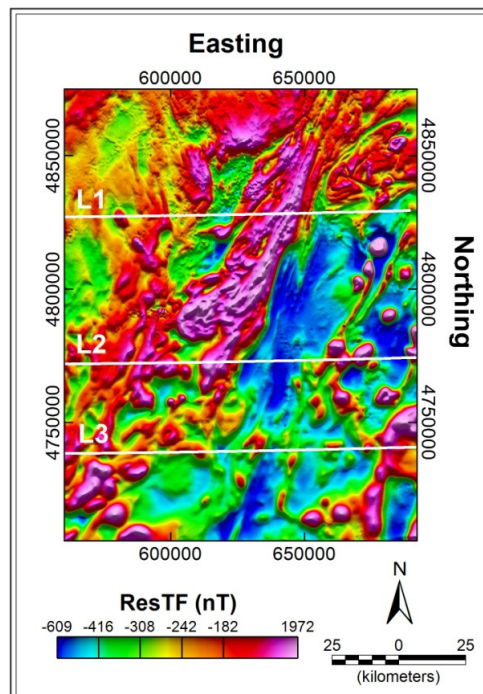 Easting
600000 650000
4850000 4850000
L1
Northing
4800000 4800000
L2
4750000 4750000
L3
600000 650000
N
ResTF (nT)
-609 -416 -308 -242 -182 1972
25 0 25
(kilometers)